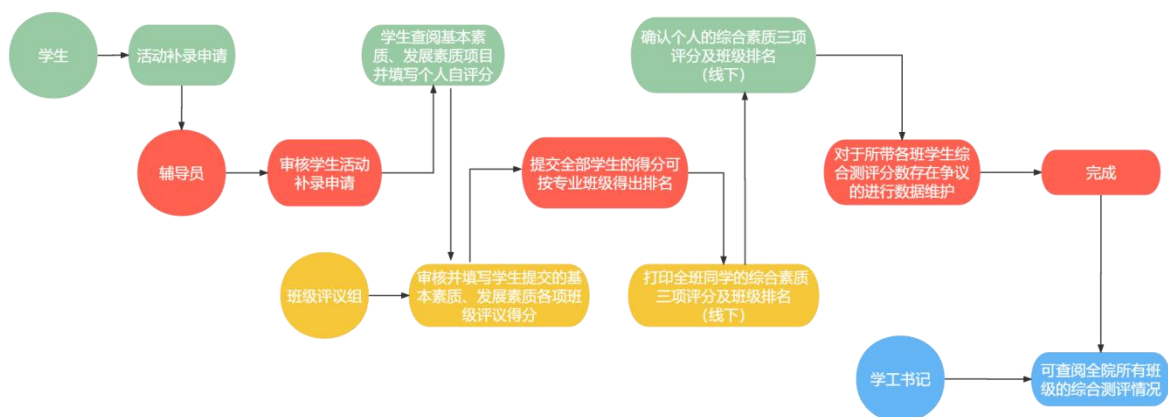 学生
活动补录申请
学生查阅基本素
质、发展素质项目
并填写个人自评分
确认个人的综合素质三项
评分及班级排名
（线下）
辅导员
审核学生活动
补录申请
提交全部学生的得分可
按专业班级得出排名
对于所带各班学生综
合测评分数存在争议
的进行数据维护
完成
班级评议组
审核并填写学生提交的基
本素质、发展素质各项班
级评议得分
打印全班同学的综合素质
三项评分及班级排名
（线下）
学工书记
可查阅全院所有班
级的综合测评情况